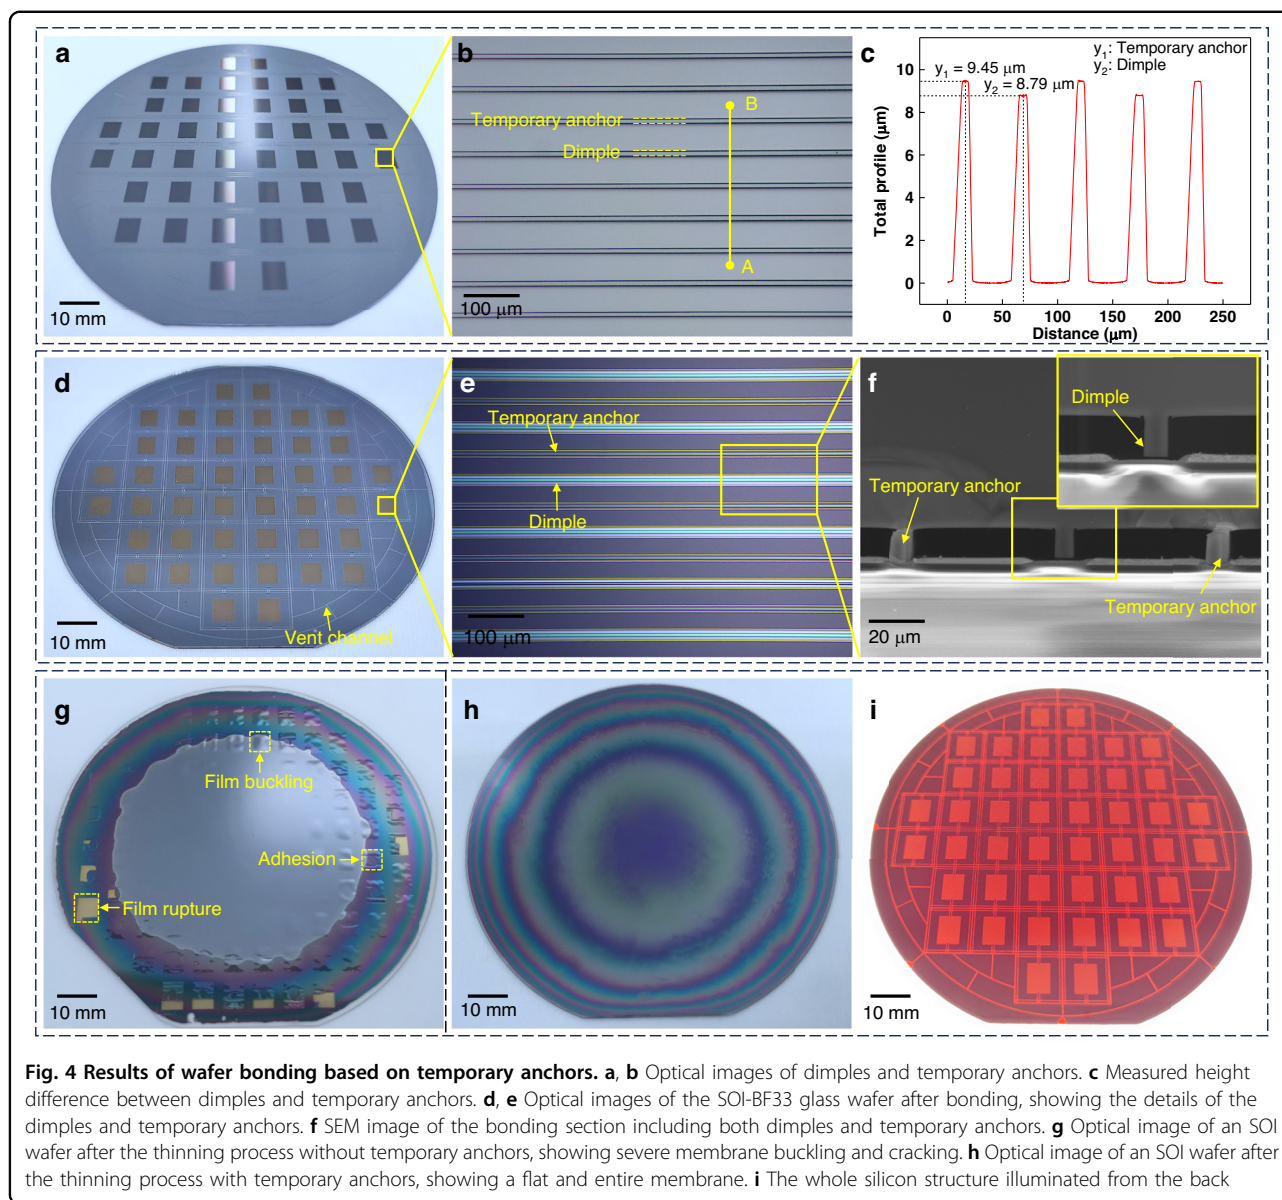 a
10 mm
b
Temporary anchor
Dimple
B
A
100 μm
c
y1: Temporary anchor
y2: Dimple
y1 = 9.45 μm
y2 = 8.79 μm
Total profile (μm)
10
8
6
4
2
0
0 50 100 150 200 250
Distance (μm)
d
Vent channel
10 mm
e
Temporary anchor
Dimple
100 μm
f
Dimple
Temporary anchor
Temporary anchor
20 μm
g
Film buckling
Adhesion
Film rupture
10 mm
h
10 mm
i
10 mm
Fig. 4 Results of wafer bonding based on temporary anchors. a, b Optical images of dimples and temporary anchors. c Measured height
difference between dimples and temporary anchors. d, e Optical images of the SOI-BF33 glass wafer after bonding, showing the details of the
dimples and temporary anchors. f SEM image of the bonding section including both dimples and temporary anchors. g Optical image of an SOI
wafer after the thinning process without temporary anchors, showing severe membrane buckling and cracking. h Optical image of an SOI wafer after
the thinning process with temporary anchors, showing a flat and entire membrane. i The whole silicon structure illuminated from the back